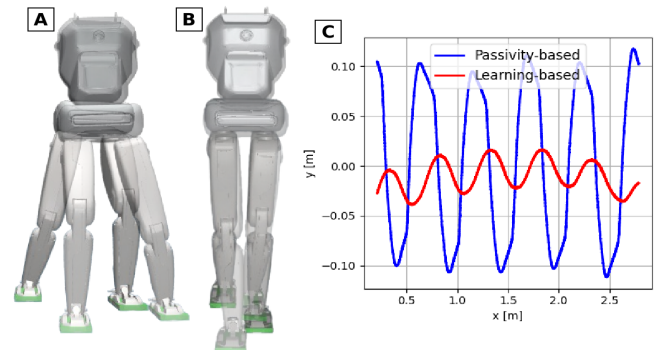 A
B
C
Passivity-based
Learning-based
0.10
0.05
0.00
−0.05
−0.10
y [m]
0.5 1.0 1.5 2.0 2.5
x [m]